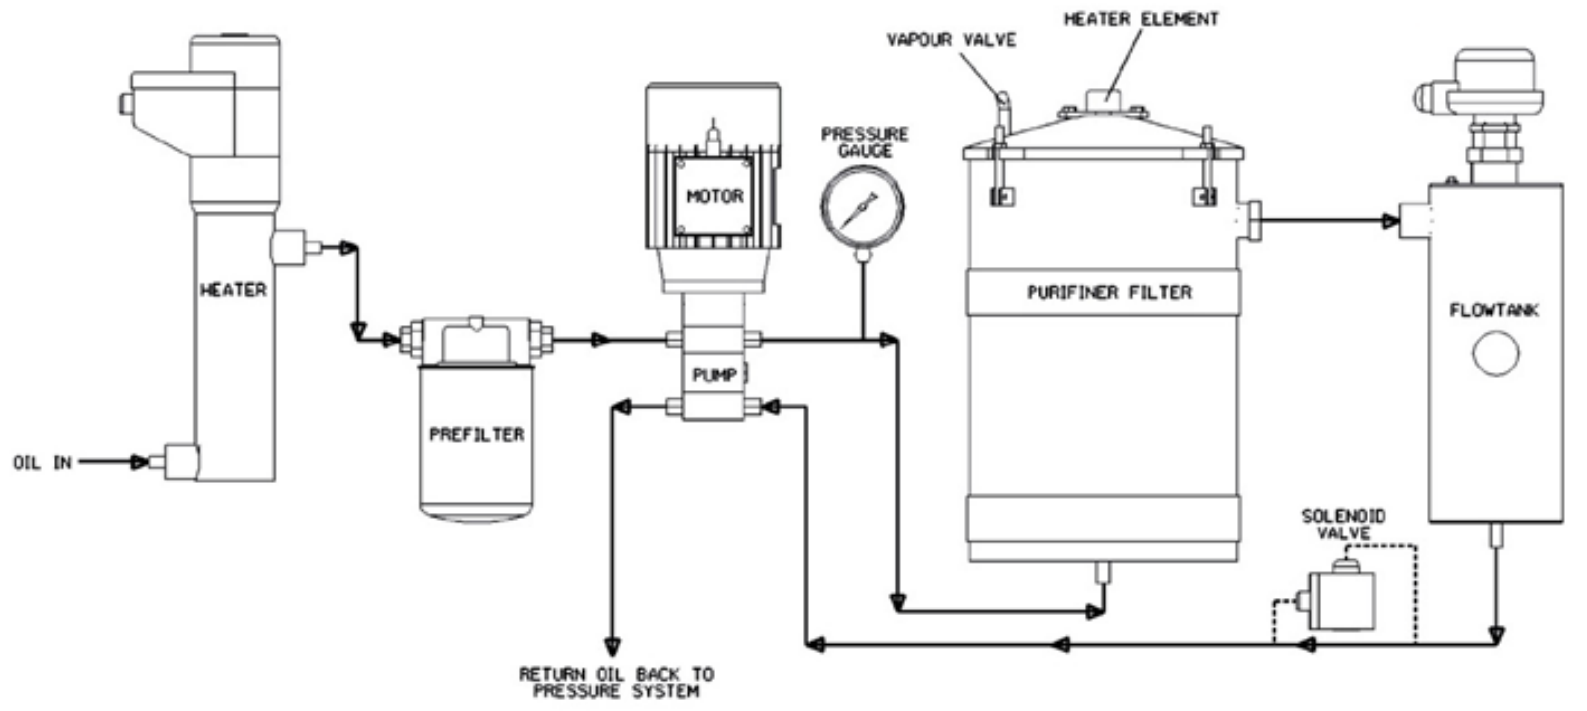 HEATER ELEMENT
VAPOUR VALVE
PRESSURE
GAUGE
MOTOR
HEATER
PURIFINER FILTER
FLOWTANK
PUMP
PREFILTER
OIL IN
SOLENOID
VALVE
RETURN OIL BACK TO
PRESSURE SYSTEM